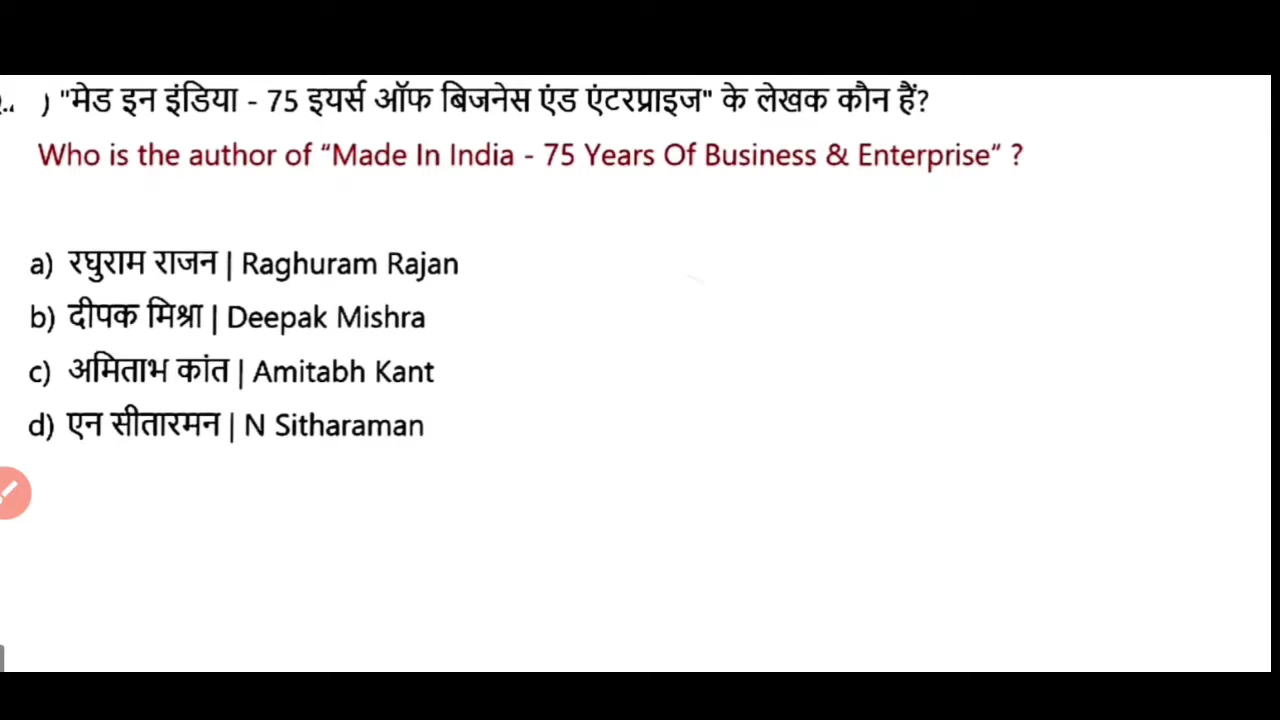 ) "मेड इन इंडिया - 75 इयर्स ऑफ बिजनेस एंड एंटरप्राइज" के लेखक कौन हैं?
Who is the author of “Made In India - 75 Years Of Business & Enterprise“ ?
a) रघुराम राजन | Raghuram Rajan
b) दीपक मिश्रा | Deepak Mishra
c) अमिताभ कांत | Amitabh Kant
d) एन सीतारमन | N Sitharaman